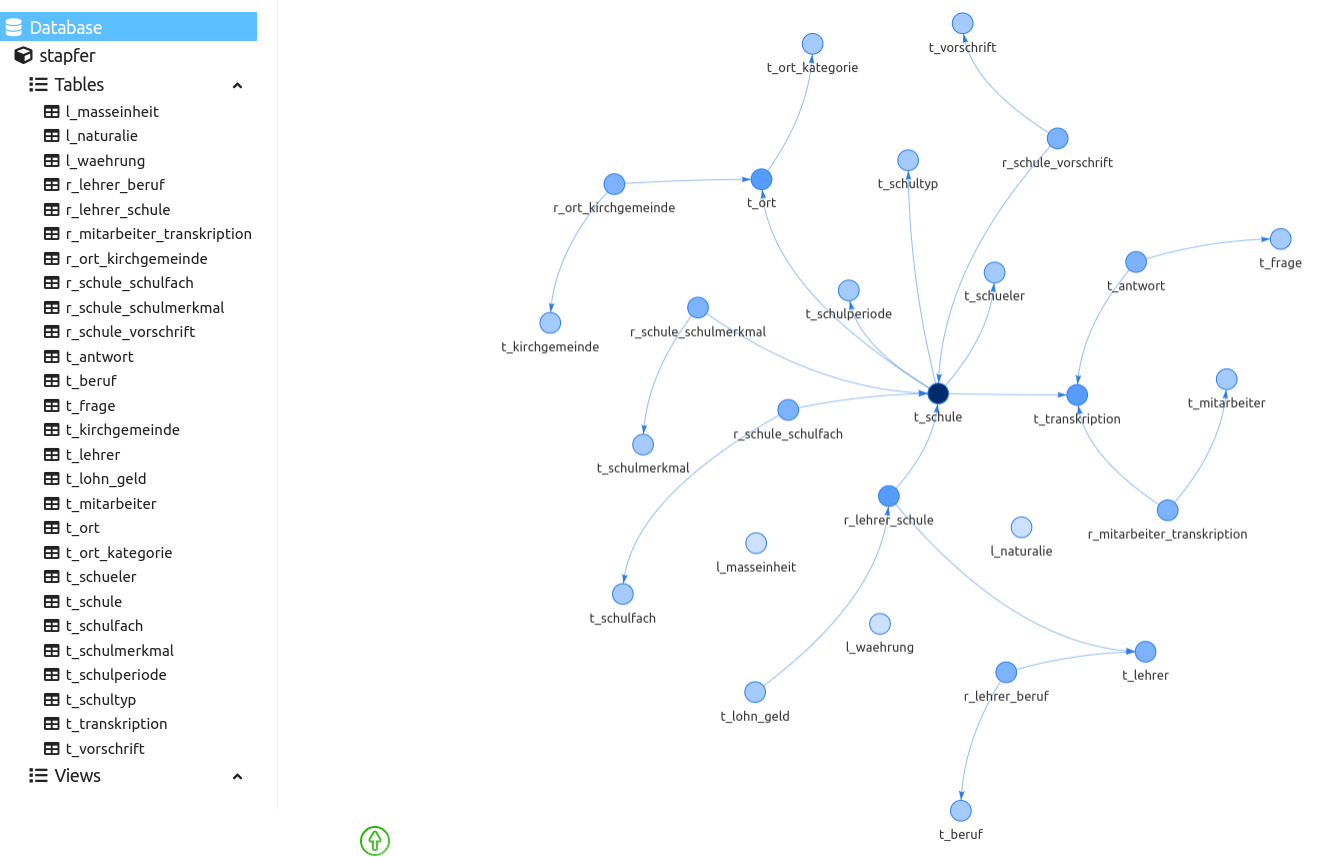 Database
stapfer
Tables
l_masseinheit
l_naturalie
l_waehrung
r_lehrer_beruf
r_lehrer_schule
r_mitarbeiter_transkription
r_ort_kirchgemeinde
r_schule_schulfach
r_schule_schulmerkmal
r_schule_vorschrift
t_antwort
t_beruf
t_frage
t_kirchgemeinde
t_lehrer
t_lohn_geld
t_mitarbeiter
t_ort
t_ort_kategorie
t_schueler
t_schule
t_schulfach
t_schulmerkmal
t_schulperiode
t_schultyp
t_transkription
t_vorschrift
Views
t_vorschrift
t_ort_kategorie
r_schule_vorschrift
t_schultyp
t_ort
r_ort_kirchgemeinde
t_frage
t_antwort
t_schueler
t_schulperiode
r_schule_schulmerkmal
t_kirchgemeinde
t_mitarbeiter
t_schule
t_transkription
r_schule_schulfach
t_schulmerkmal
r_lehrer_schule
r_mitarbeiter_transkription
l_naturalie
l_masseinheit
t_schulfach
l_waehrung
t_lehrer
r_lehrer_beruf
t_lohn_geld
t_beruf